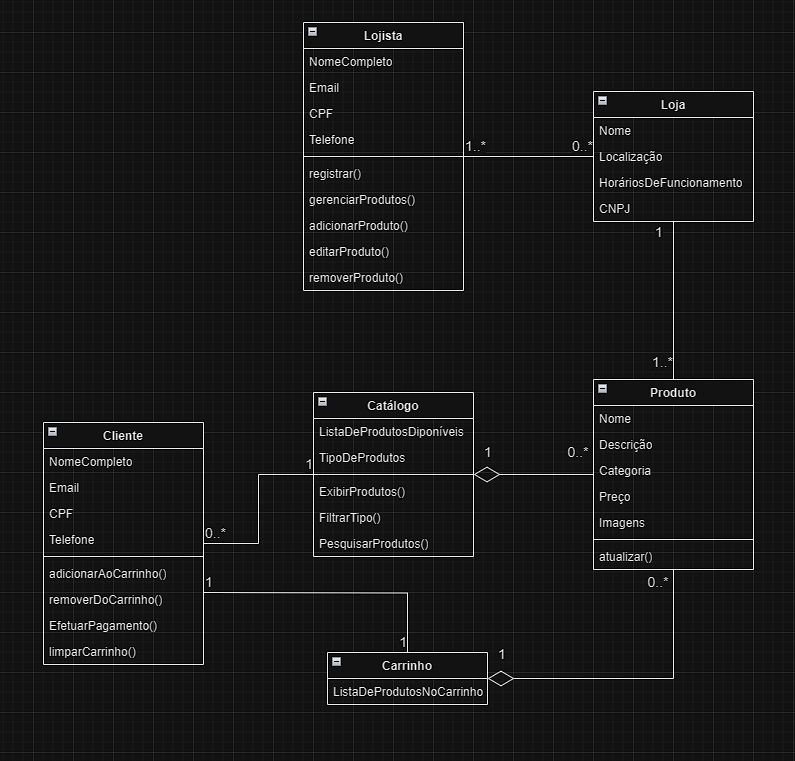 Lojista
NomeCompleto
Email
CPF
Telefone
registrar()
gerenciarProdutos()
adicionarProduto()
editarProduto()
removerProduto()
1..*
0..*
Loja
Nome
Localização
HoráriosDeFuncionamento
CNPJ
1
1..*
Produto
Nome
Descrição
Categoria
Preço
Imagens
atualizar()
Catálogo
ListaDeProdutosDiponíveis
TipoDeProdutos
ExibirProdutos()
FiltrarTipo()
PesquisarProdutos()
1
0..*
1
0..*
Cliente
NomeCompleto
Email
CPF
Telefone
adicionarAoCarrinho()
removerDoCarrinho()
EfetuarPagamento()
limparCarrinho()
1
1
Carrinho
ListaDeProdutosNoCarrinho
1
0..*